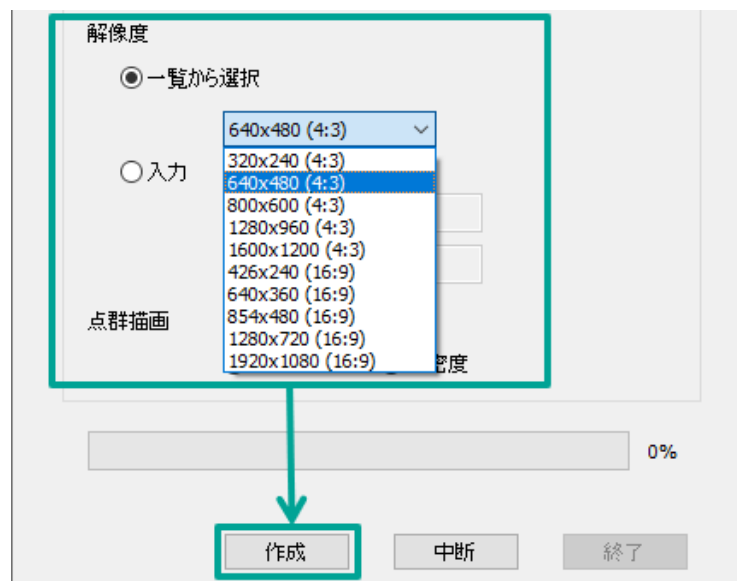 解像度
一覧から選択
640x480 (4:3)
入力
320x240 (4:3)
640x480 (4:3)
800x600 (4:3)
1280x960 (4:3)
1600x1200 (4:3)
426x240 (16:9)
640x360 (16:9)
854x480 (16:9)
1280x720 (16:9)
1920x1080 (16:9)
点群描画
密度
0%
作成
中断
終了